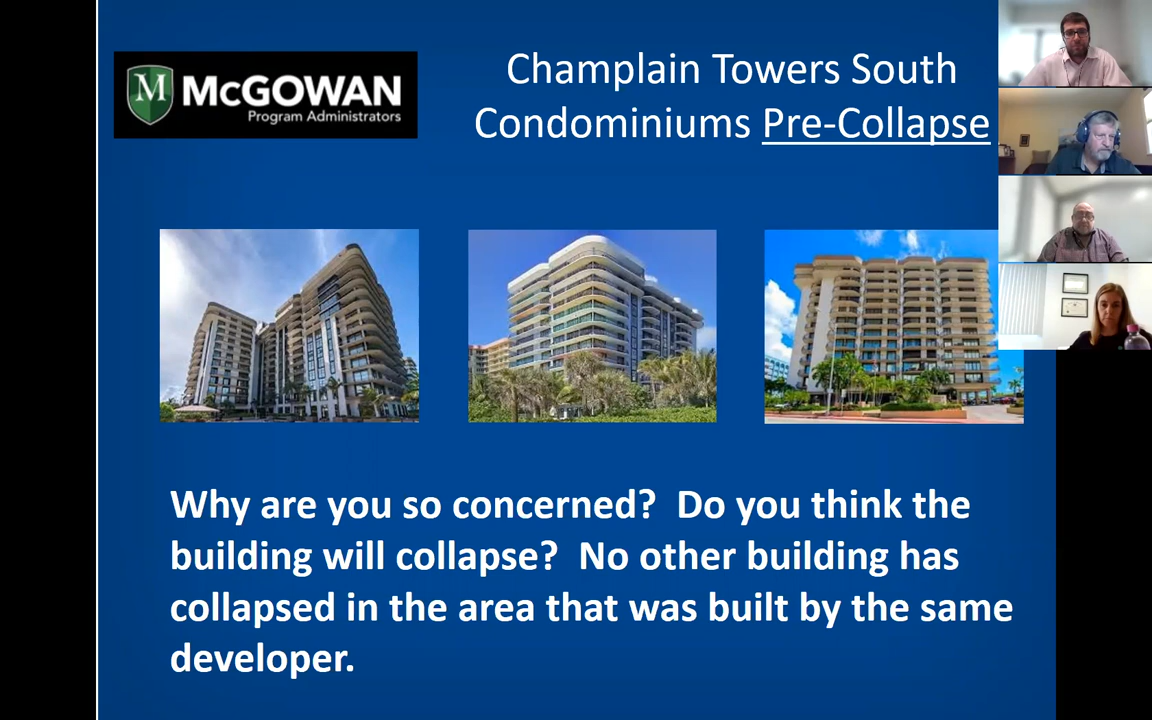 McGOWAN
Program Administrators
M
Champlain Towers South
Condominiums Pre-Collapse
Why are you so concerned?  Do you think the
building will collapse?  No other building has
collapsed in the area that was built by the same
developer.